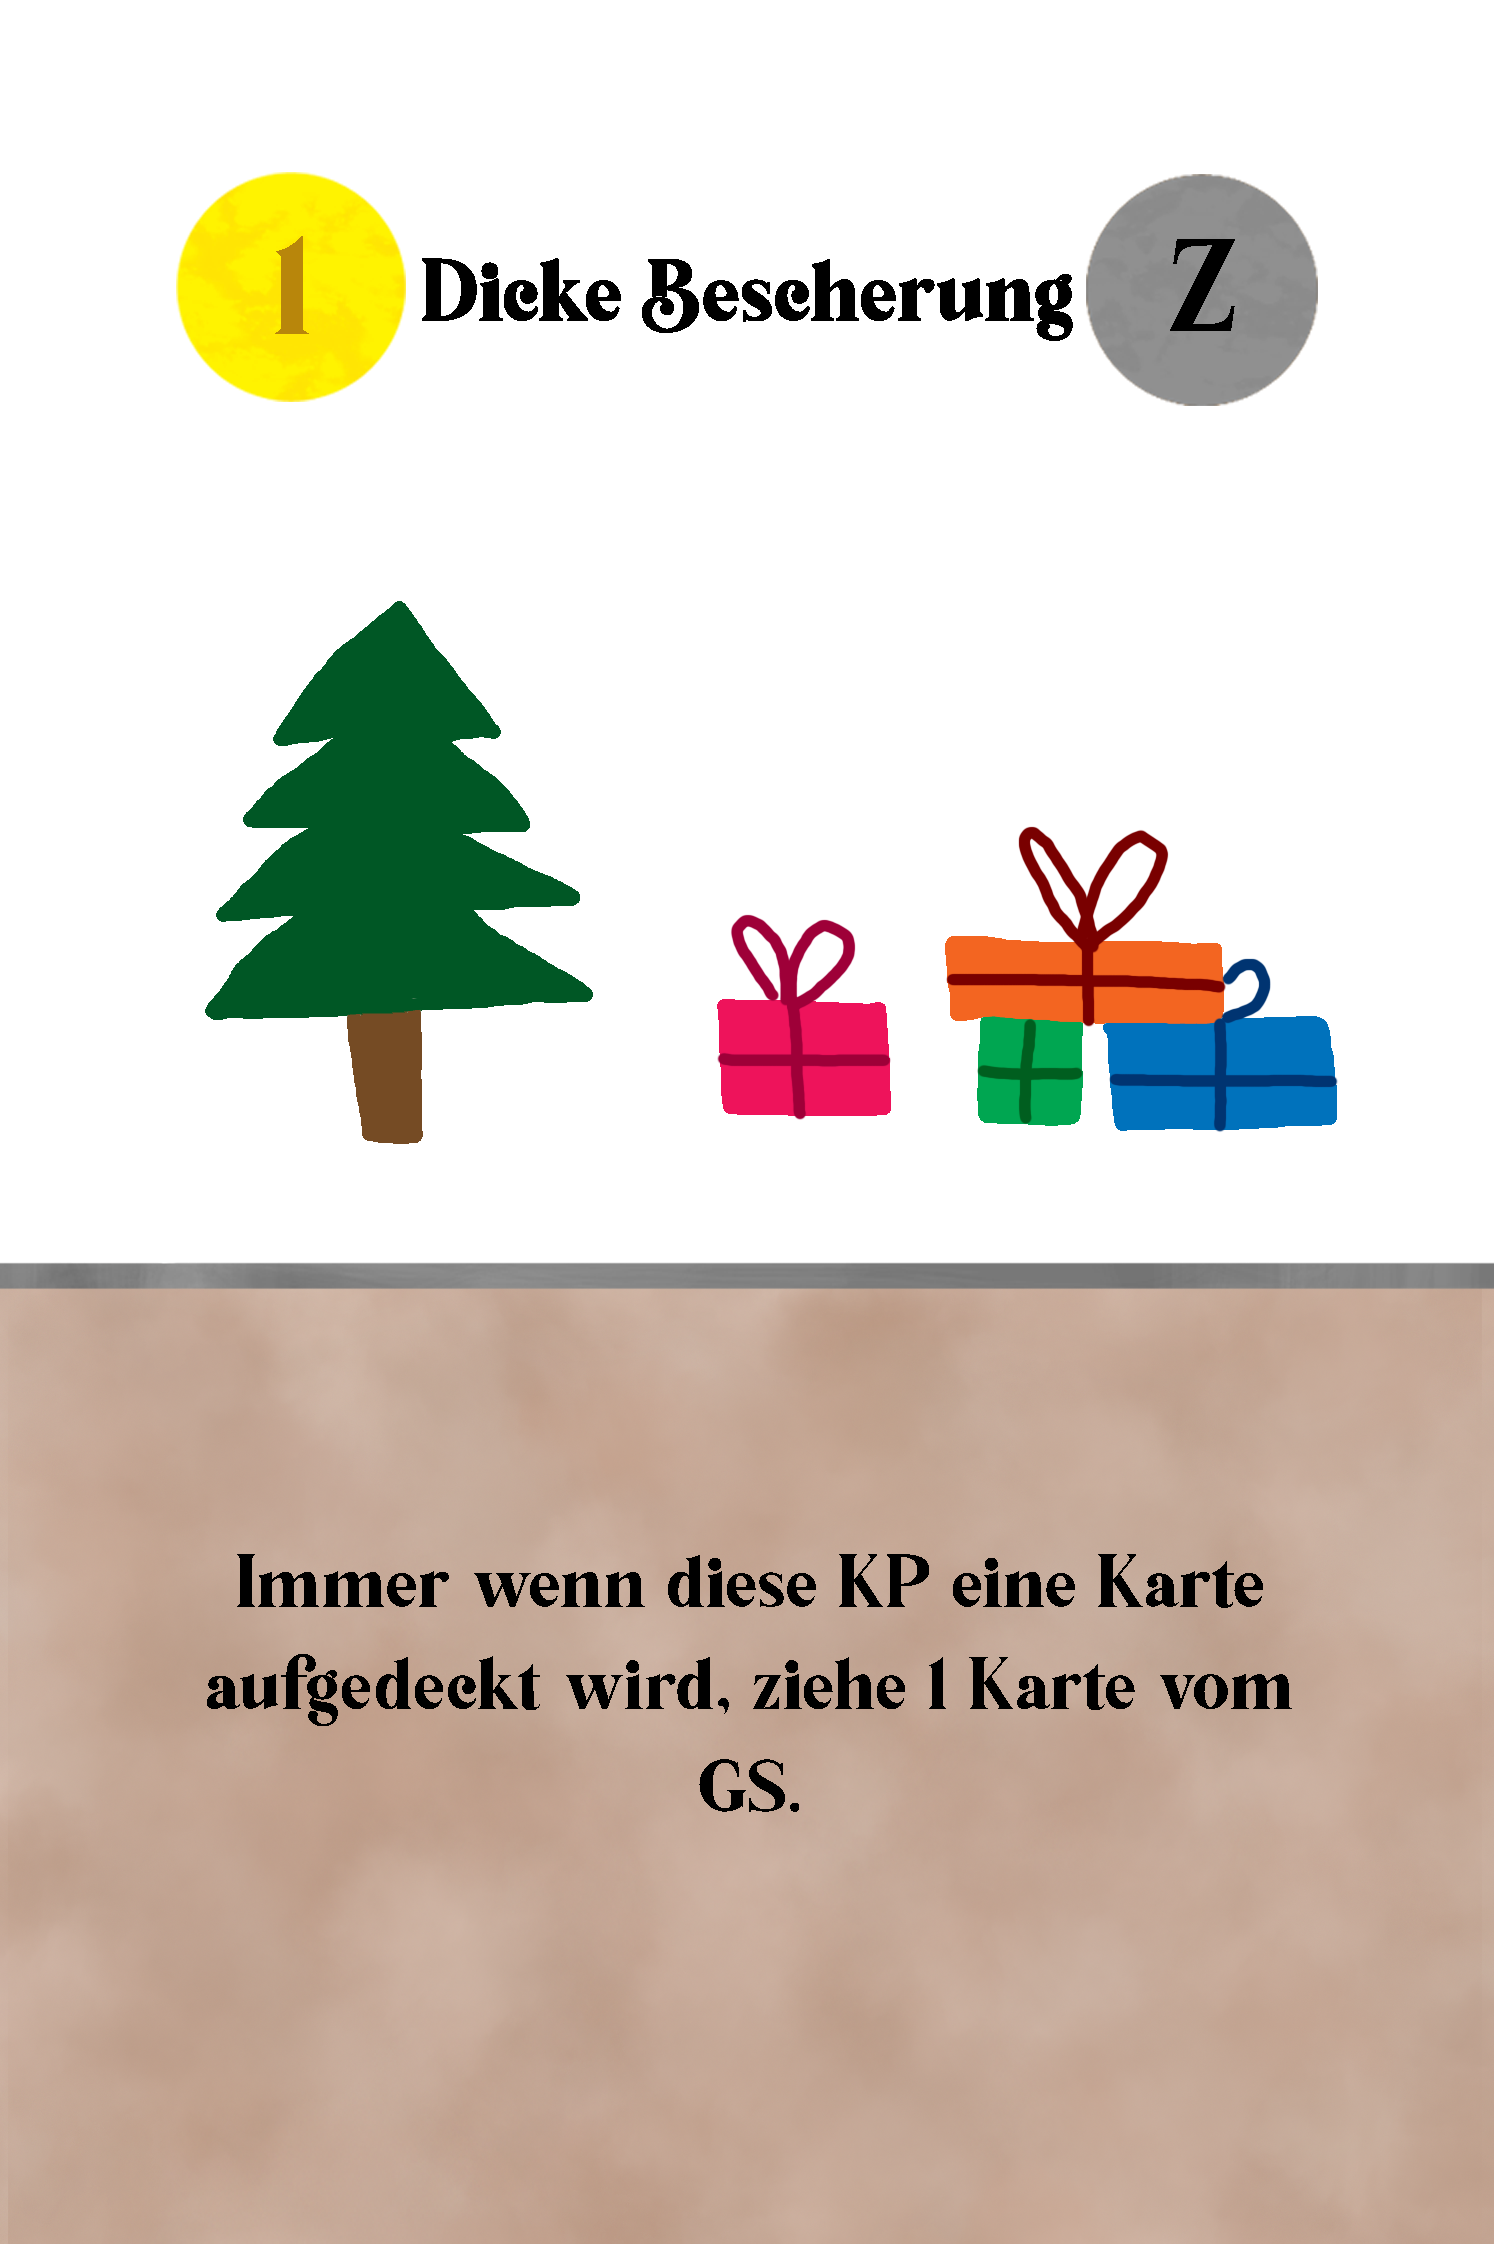 1 Dicke Bescherung Z
Immer wenn diese KP eine Karte
aufgedeckt wird, ziehe 1 Karte vom
GS.